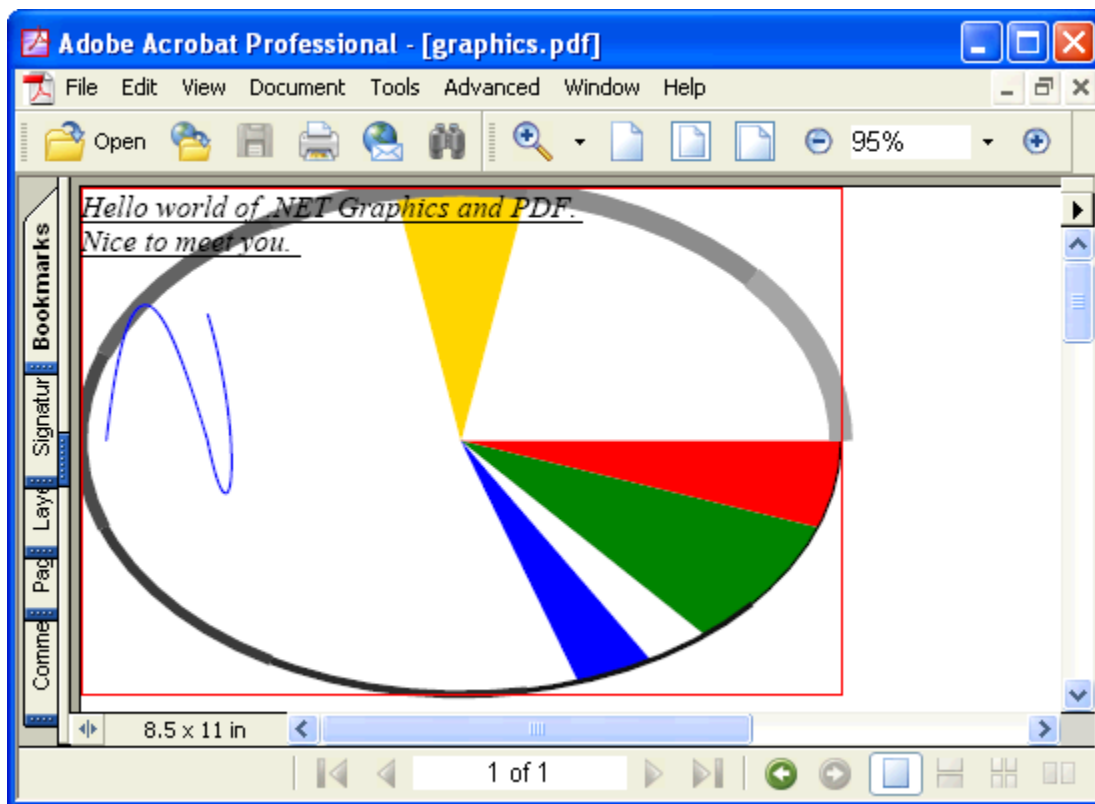 Adobe Acrobat Professional - [graphics.pdf]
File Edit View Document Tools Advanced Window Help
Open 95%
Hello world of .NET Graphics and PDF.
Nice to meet you.
Bookmarks
Signatur
Laye
Pag
Comme
8.5 x 11 in
1 of 1